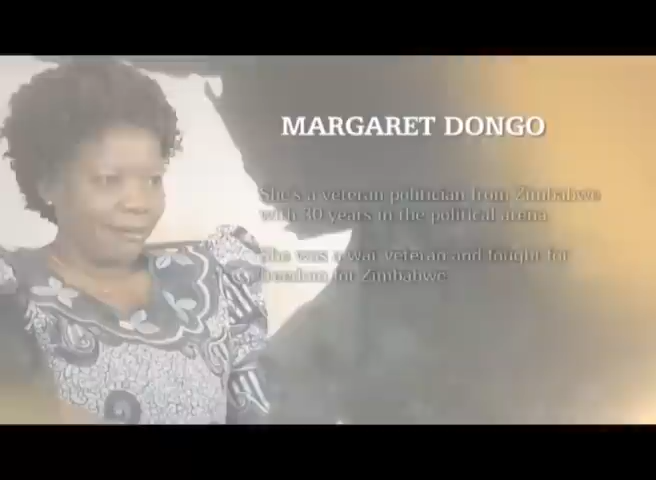 MARGARET DONGO
She's a veteran politician from Zimbabwe
with 30 years in the political arena
She was a war veteran and fought for
freedom for Zimbabwe